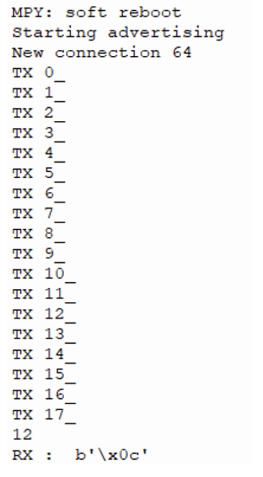 MPY: soft reboot
Starting advertising
New connection 64
TX 0_
TX 1_
TX 2_
TX 3_
TX 4_
TX 5_
TX 6_
TX 7_
TX 8_
TX 9_
TX 10_
TX 11_
TX 12_
TX 13_
TX 14_
TX 15_
TX 16_
TX 17_
12
RX :  b'\x0c'